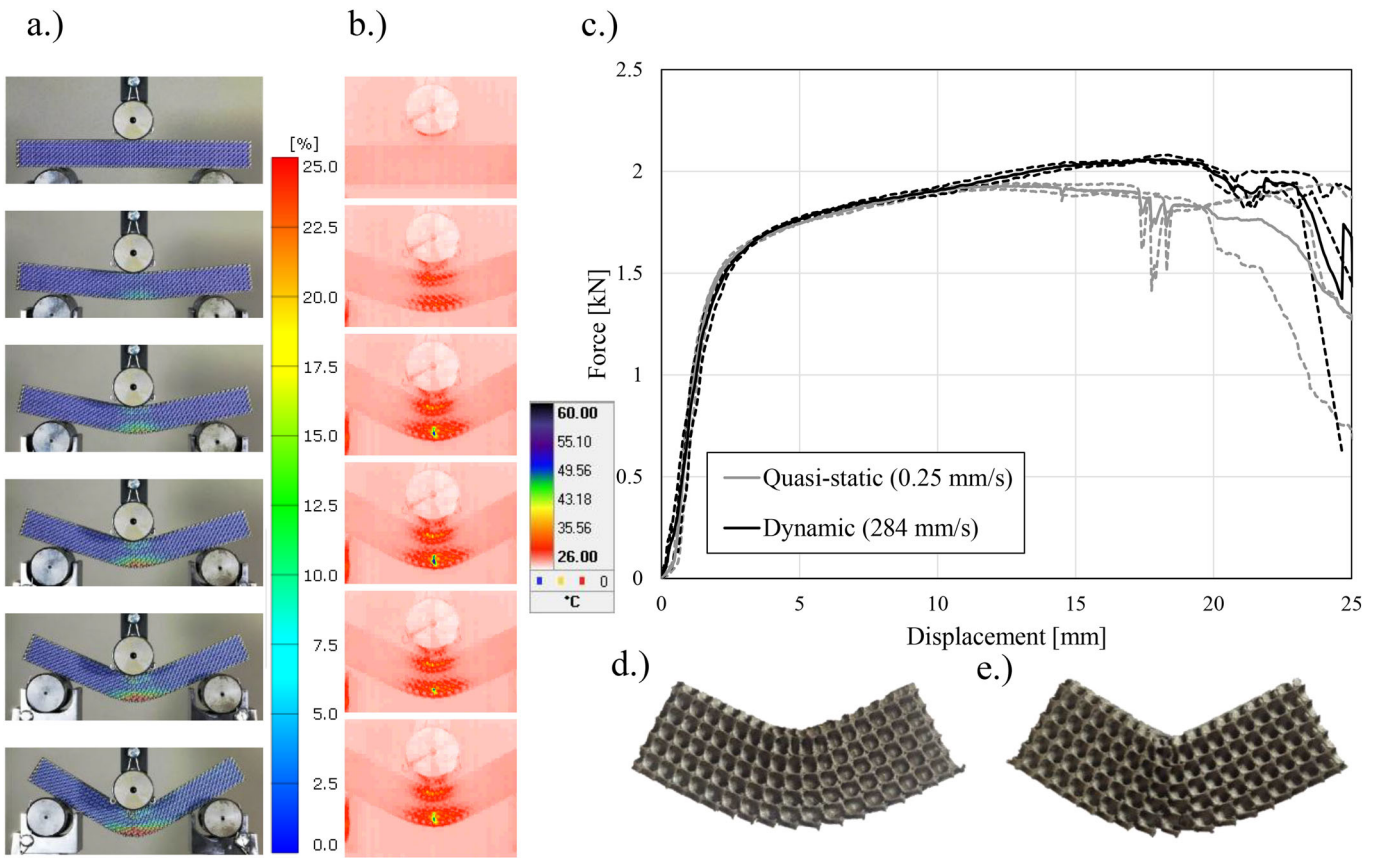 a.)
b.)
c.)
[%]
25.0
22.5
20.0
17.5
15.0
12.5
10.0
7.5
5.0
2.5
0.0
60.00
55.10
49.56
43.18
35.56
26.00
0
°C
2.5
2
1.5
1
0.5
0
Force [kN]
Quasi-static (0.25 mm/s)
Dynamic (284 mm/s)
0 5 10 15 20 25
Displacement [mm]
d.)
e.)